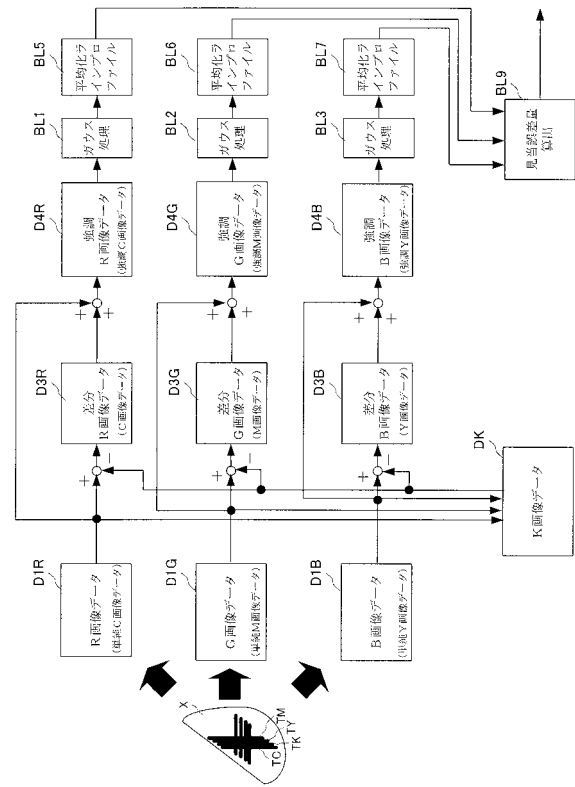 X
TC
TK
TY
TM
D1R
R画像データ
(単純C画像データ)
D1G
G画像データ
(単純M画像データ)
D1B
B画像データ
(単純Y画像データ)
+
−
+
−
+
−
D3R
差分
R画像データ
(C画像データ)
D3G
差分
G画像データ
(M画像データ)
D3B
差分
B画像データ
(Y画像データ)
DK
K画像データ
+
+
+
+
+
+
D4R
強調
R画像データ
(強調C画像データ)
D4G
強調
G画像データ
(強調M画像データ)
D4B
強調
B画像データ
(強調Y画像データ)
BL1
ガウス
処理
BL2
ガウス
処理
BL3
ガウス
処理
BL5
平均化ラ
インプロ
ファイル
BL6
平均化ラ
インプロ
ファイル
BL7
平均化ラ
インプロ
ファイル
BL9
見当誤差量
算出